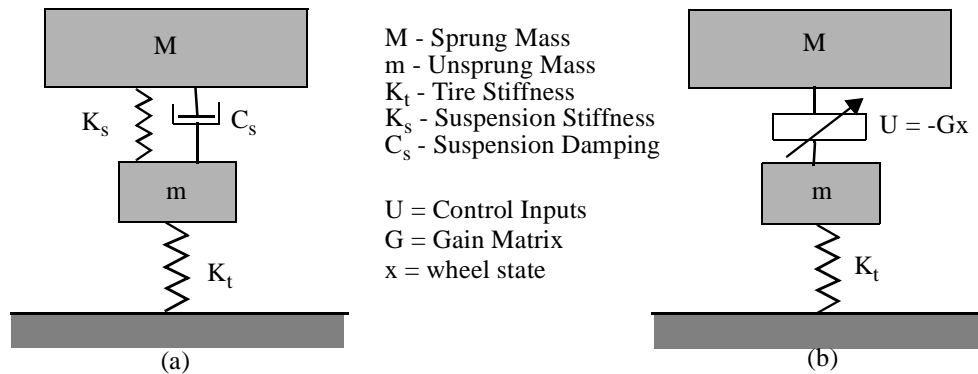 M
K_s
C_s
m
K_t
(a)
M - Sprung Mass
m - Unsprung Mass
K_t - Tire Stiffness
K_s - Suspension Stiffness
C_s - Suspension Damping
U = Control Inputs
G = Gain Matrix
x = wheel state
M
U = -Gx
m
K_t
(b)